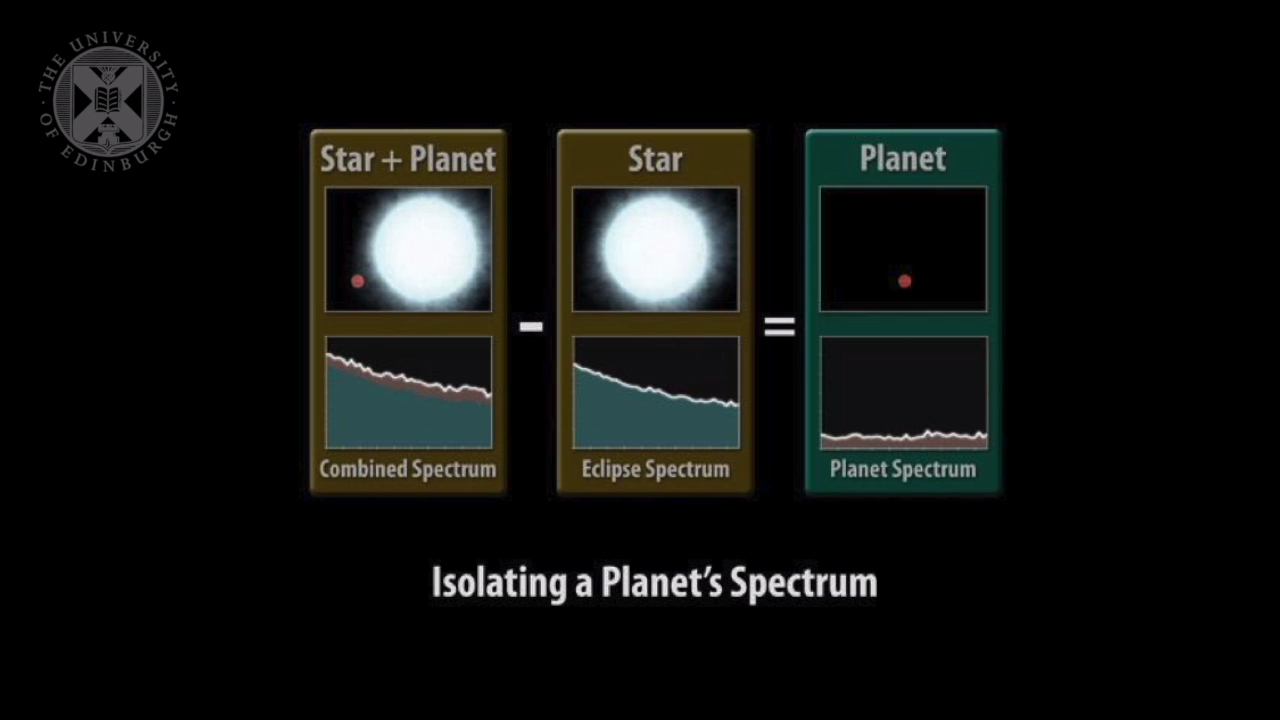 THE UNIVERSITY
OF EDINBURGH
Star + Planet
Star
Planet
-
=
Combined Spectrum
Eclipse Spectrum
Planet Spectrum
Isolating a Planet's Spectrum